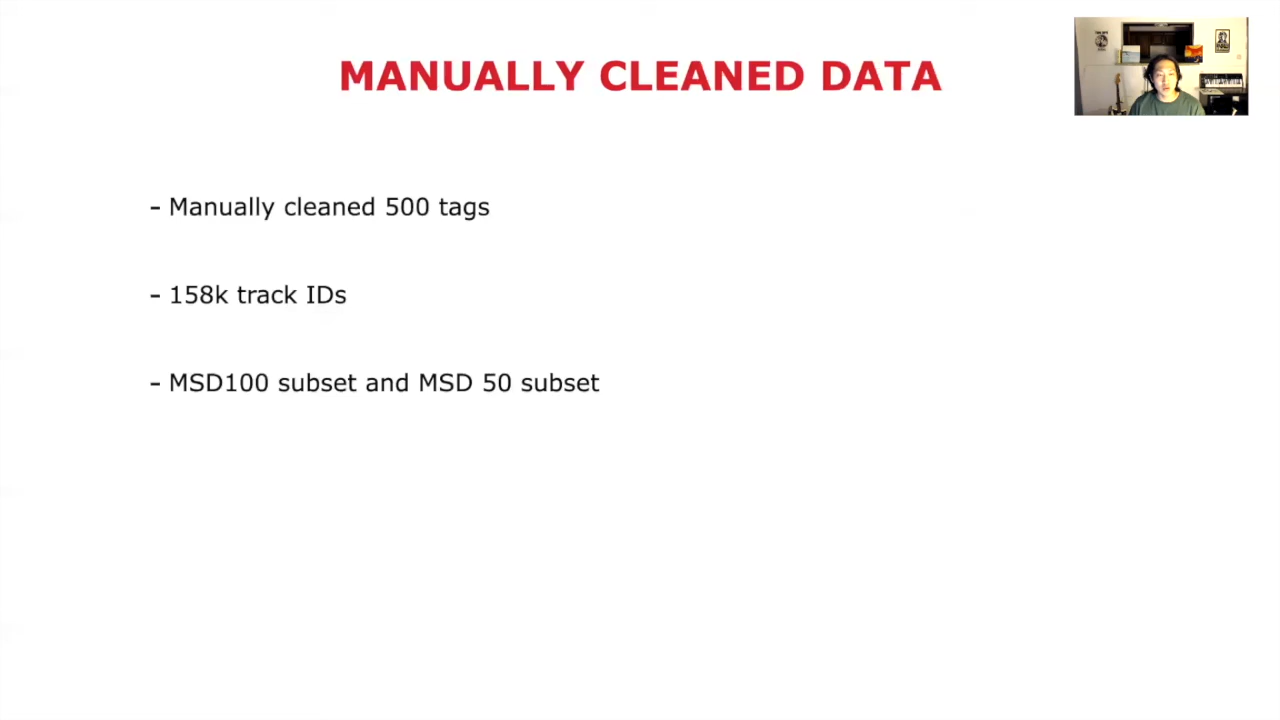 MANUALLY CLEANED DATA
- Manually cleaned 500 tags
- 158k track IDs
- MSD100 subset and MSD 50 subset